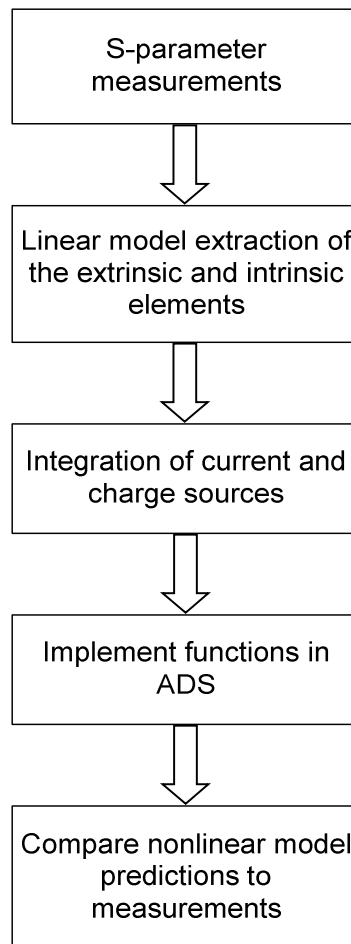 S-parameter
measurements
Linear model extraction of
the extrinsic and intrinsic
elements
Integration of current and
charge sources
Implement functions in
ADS
Compare nonlinear model
predictions to
measurements